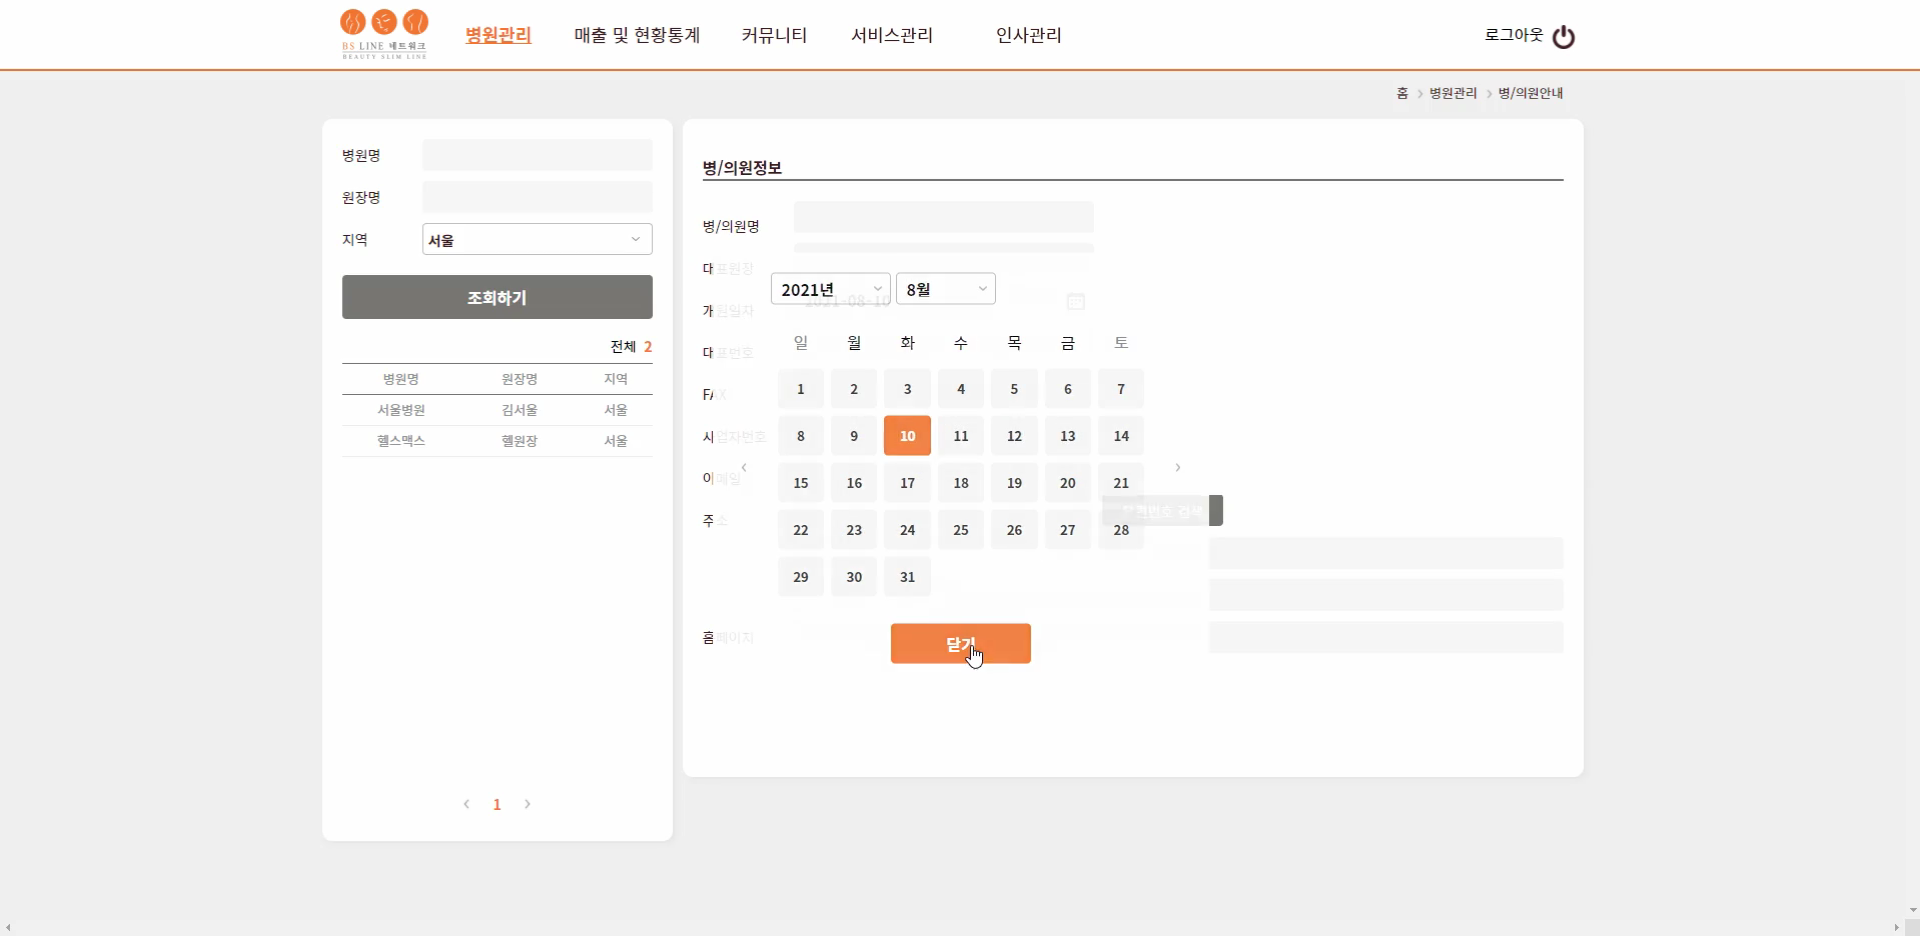 BS LINE 네트워크
BEAUTY SLIM LINE
병원관리 매출 및 현황통계 커뮤니티 서비스관리 인사관리
로그아웃
홈 > 병원관리 > 병/의원안내
병원명
원장명
지역 서울
조회하기
전체 2
병원명 원장명 지역
서울병원 김서울 서울
헬스맥스 헬원장 서울
‹ 1 ›
병/의원정보
병/의원명
대표원장
개원일자 2021-08-10
대표번호
FAX
사업자번호
이메일
주소
우편번호 검색
홈페이지
2021년 8월
일 월 화 수 목 금 토
1 2 3 4 5 6 7
8 9 10 11 12 13 14
15 16 17 18 19 20 21
22 23 24 25 26 27 28
29 30 31
닫기